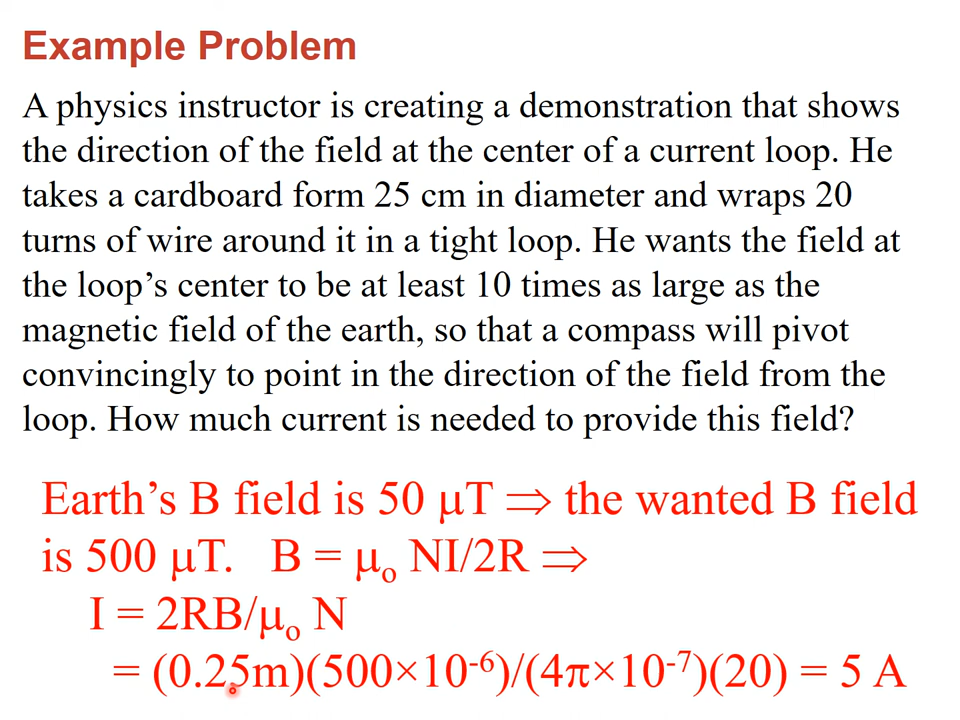 Example Problem
A physics instructor is creating a demonstration that shows
the direction of the field at the center of a current loop. He
takes a cardboard form 25 cm in diameter and wraps 20
turns of wire around it in a tight loop. He wants the field at
the loop’s center to be at least 10 times as large as the
magnetic field of the earth, so that a compass will pivot
convincingly to point in the direction of the field from the
loop. How much current is needed to provide this field?
Earth’s B field is 50 μT ⇒ the wanted B field
is 500 μT. B = μₒ NI/2R ⇒
I = 2RB/μₒ N
= (0.25m)(500×10⁻⁶)/(4π×10⁻⁷)(20) = 5 A